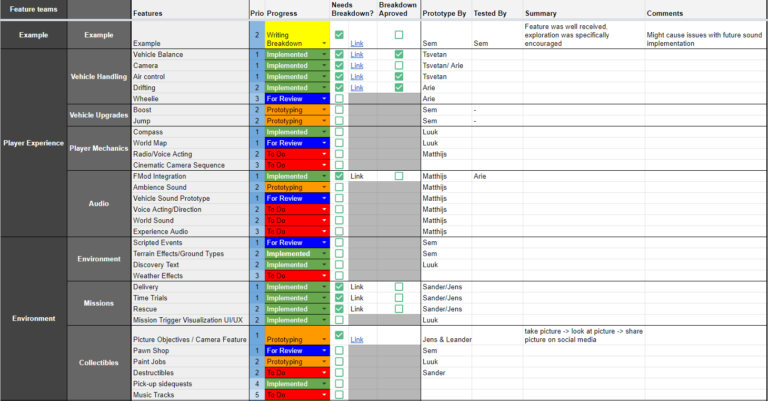 Feature teams Features Prio Progress Needs Breakdown? Breakdown Aproved Prototype By Tested By Summary Comments
Example Example Example 2 Writing Breakdown Link Sem Sem Feature was well received, exploration was specifically encouraged Might cause issues with future sound implementation
Player Experience Vehicle Handling Vehicle Balance 1 Implemented Link Tsvetan
Camera 1 Implemented Link Tsvetan/ Arie
Air control 1 Implemented Link Tsvetan
Drifting 2 Implemented Link Arie
Wheelie 3 For Review Arie
Vehicle Upgrades Boost 2 Prototyping Sem -
Jump 2 Prototyping Sem -
Player Mechanics Compass 1 Implemented Luuk
World Map 1 For Review Luuk
Radio/Voice Acting 2 To Do Matthijs
Cinematic Camera Sequence 3 To Do
Audio FMod Integration 1 Implemented Link Matthijs Arie
Ambience Sound 2 Prototyping Matthijs
Vehicle Sound Prototype 1 For Review Matthijs
Voice Acting/Direction 2 To Do Matthijs
World Sound 2 To Do Matthijs
Experience Audio 3 To Do Matthijs
Environment Environment Scripted Events 1 For Review Sem
Terrain Effects/Ground Types 2 Implemented Sem
Discovery Text 2 Implemented Luuk
Weather Effects 3 To Do
Missions Delivery 1 Implemented Link Sander/Jens
Time Trials 1 Implemented Link Sander/Jens
Rescue 2 Implemented Link Sander/Jens
Mission Trigger Visualization UI/UX 2 Implemented Luuk
Collectibles Picture Objectives / Camera Feature 1 Prototyping Link Jens & Leander take picture -> look at picture -> share picture on social media
Pawn Shop 1 For Review Sem
Paint Jobs 2 Prototyping Luuk
Destructibles 2 To Do Sander
Pick-up sidequests 4 Implemented
Music Tracks 5 To Do